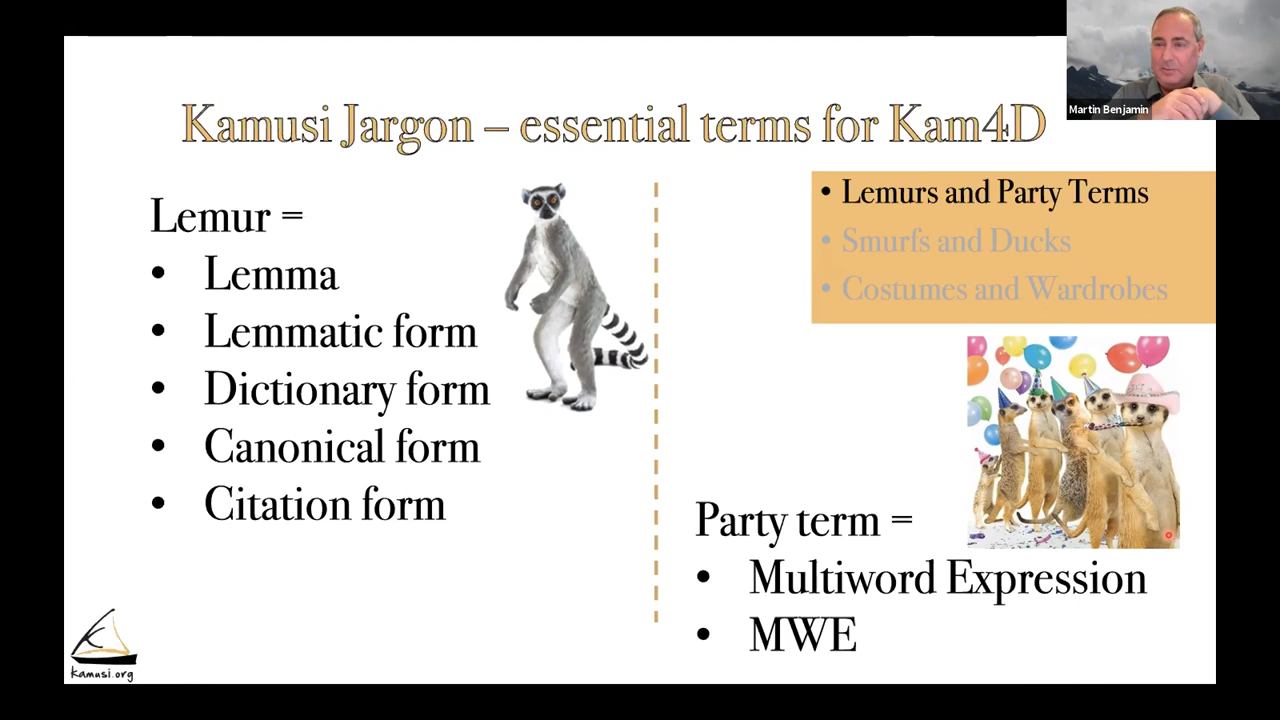 Martin Benjamin
Kamusi Jargon – essential terms for Kam4D
Lemur =
• Lemma
• Lemmatic form
• Dictionary form
• Canonical form
• Citation form
• Lemurs and Party Terms
• Smurfs and Ducks
• Costumes and Wardrobes
Party term =
• Multiword Expression
• MWE
K
kamusi.org